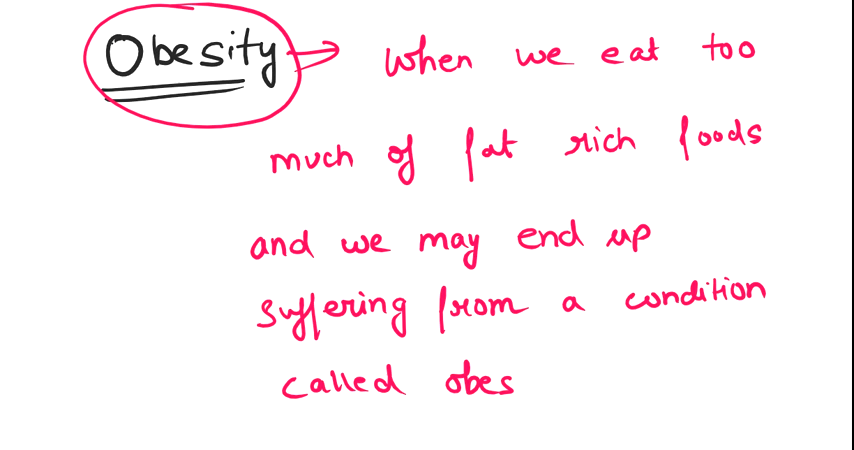 Obesity → when we eat too
much of fat rich foods
and we may end up
suffering from a condition
called obes